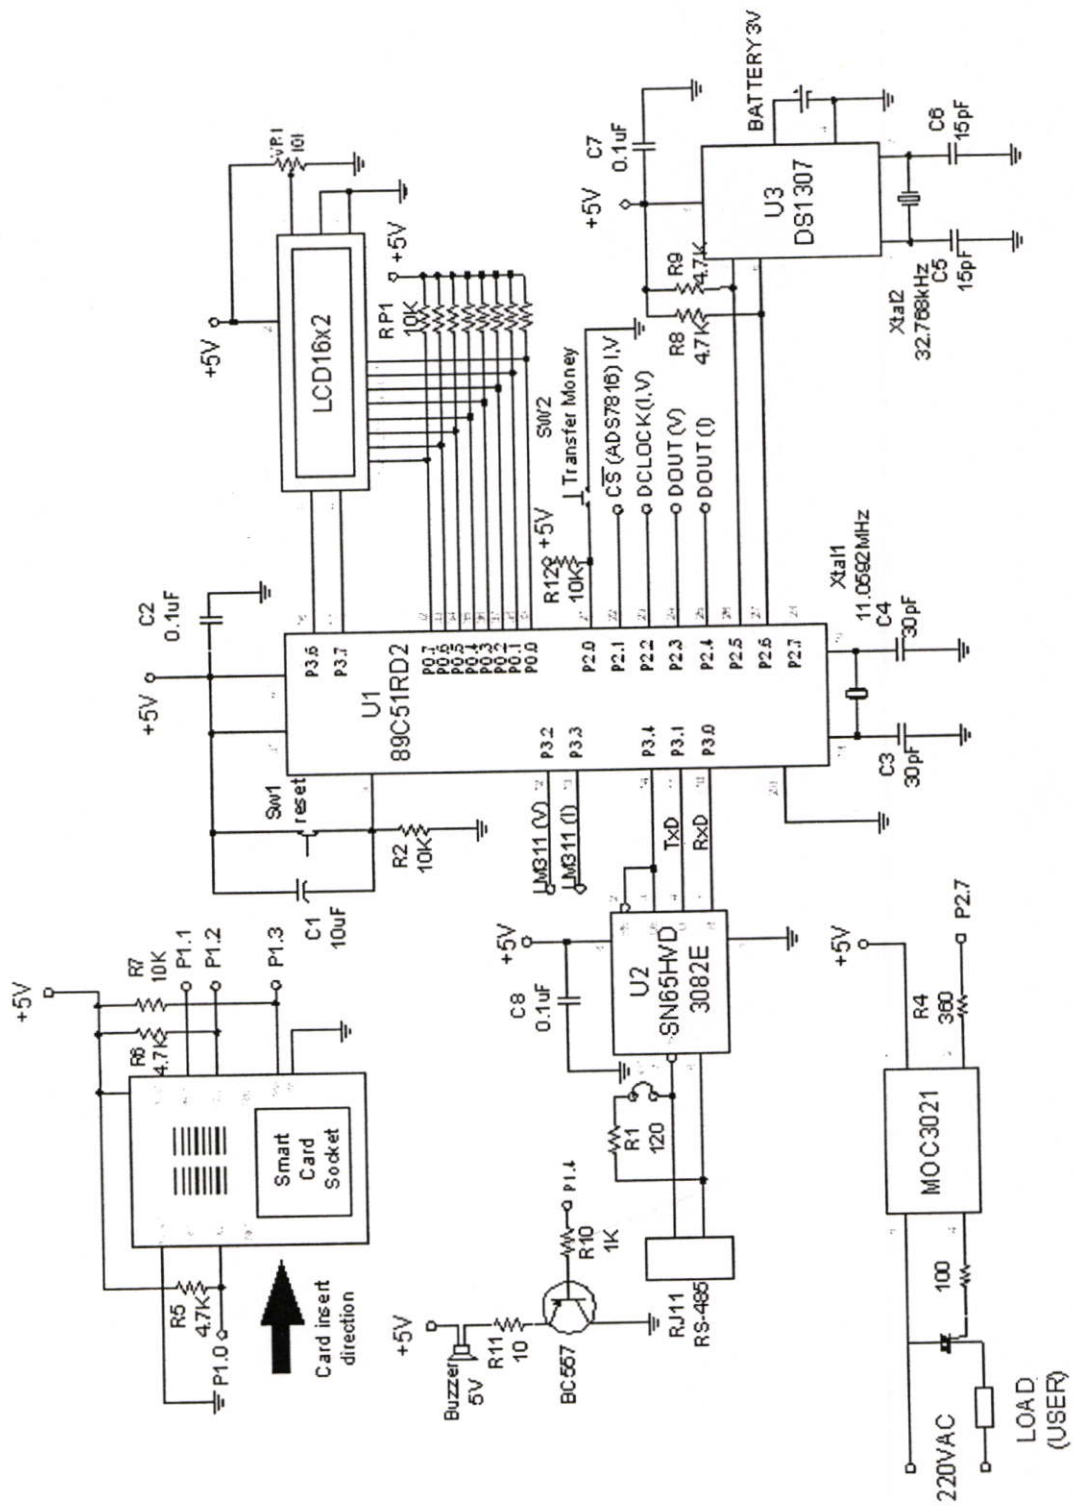 +5V
R7
10K
R6
4.7K
P1.1
P1.2
P1.3
Smart
Card
Socket
R5
4.7K
P1.0
Card insert
direction
+5V
C2
0.1uF
SW1
reset
C1
10uF
R2
10K
U1
89C51RD2
P3.6
P3.7
P0.7
P0.6
P0.5
P0.4
P0.3
P0.2
P0.1
P0.0
P2.0
P2.1
P2.2
P2.3
P2.4
P2.5
P2.6
P2.7
P3.2
P3.3
P3.4
P3.1
P3.0
LM311 (V)
LM311 (I)
TxD
RxD
+5V
LCD16x2
VR1
+5V
RP1
10K
+5V
R12
10K
SW2
Transfer Money
CS (ADS7816) I,V
DCLOCK(I,V)
DOUT(V)
DOUT(I)
+5V
C7
0.1uF
R9
4.7K
R8
4.7K
U3
DS1307
BATTERY3V
Xtal2
32.768kHz
C5
15pF
C6
15pF
Xtal1
11.0592MHz
C4
30pF
C3
30pF
+5V
C8
0.1uF
U2
SN65HVD
3082E
R1
120
RJ11
RS-485
+5V
Buzzer
5V
R11
10
BC557
R10
1K
P1.4
+5V
R4
360
P2.7
MOC3021
100
220VAC
LOAD
(USER)